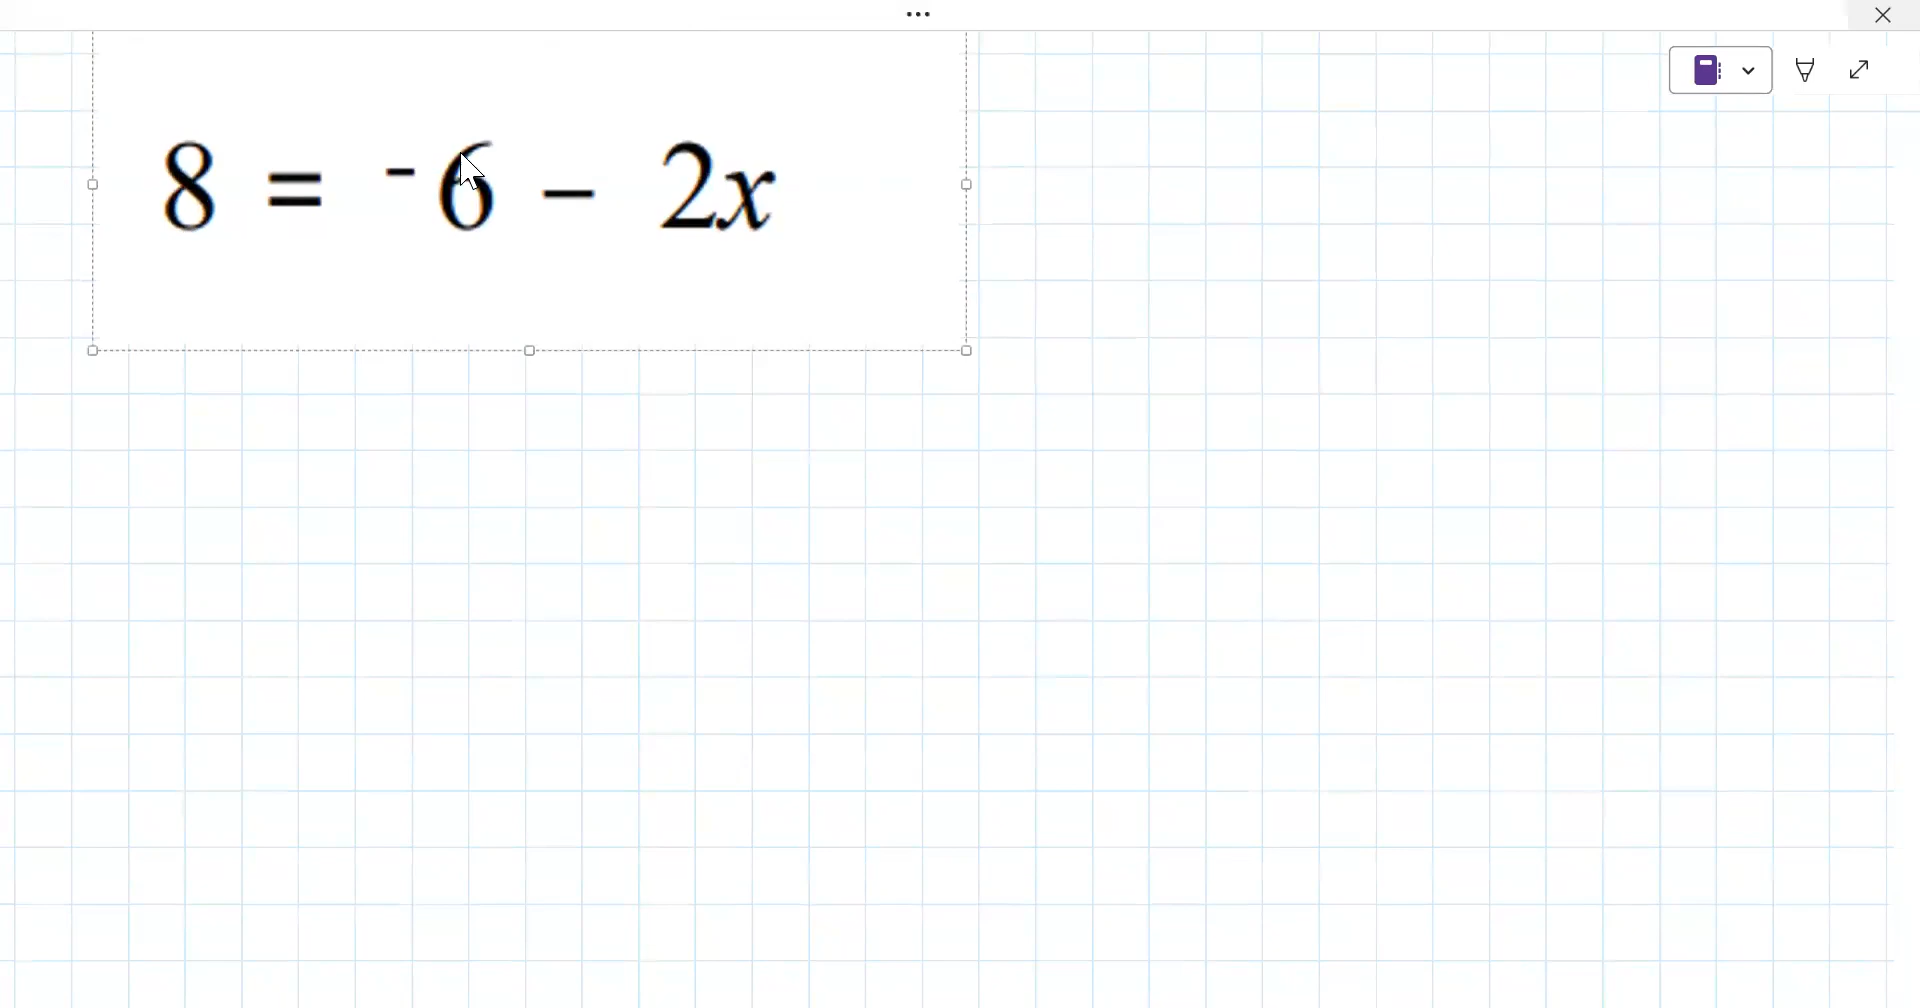 8 = ⁻6 − 2x